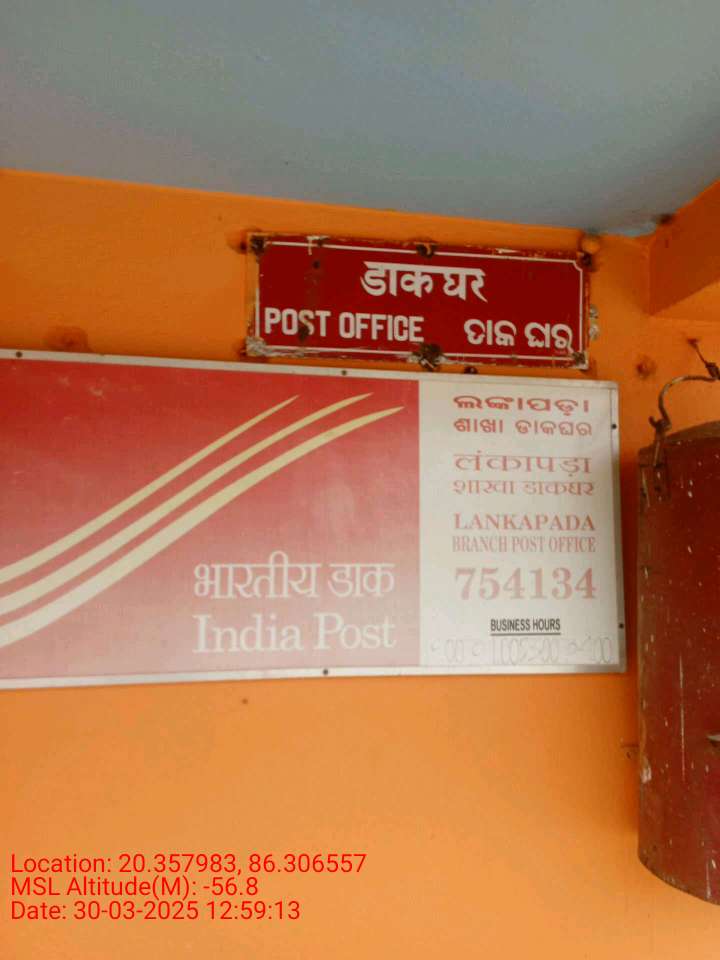 डाक घर
POST OFFICE ଡାକ ଘର
ଲଙ୍କାପଡ଼ା
ଶାଖା ଡାକଘର
लंकापड़ा
शाखा डाकघर
LANKAPADA
BRANCH POST OFFICE
754134
BUSINESS HOURS
भारतीय डाक
India Post
Location: 20.357983, 86.306557
MSL Altitude(M): -56.8
Date: 30-03-2025 12:59:13